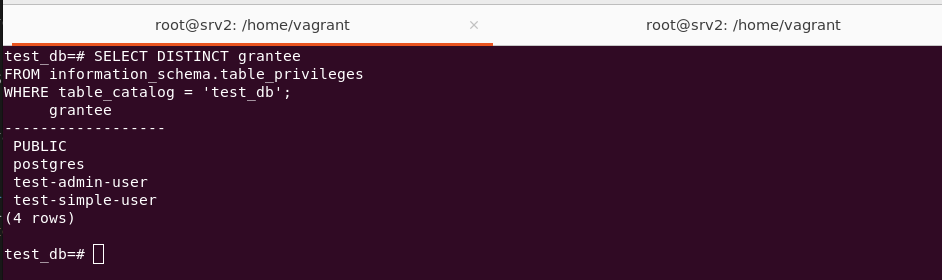 root@srv2: /home/vagrant × root@srv2: /home/vagrant
test_db=# SELECT DISTINCT grantee
FROM information_schema.table_privileges
WHERE table_catalog = 'test_db';
     grantee
------------------
 PUBLIC
 postgres
 test-admin-user
 test-simple-user
(4 rows)

test_db=#